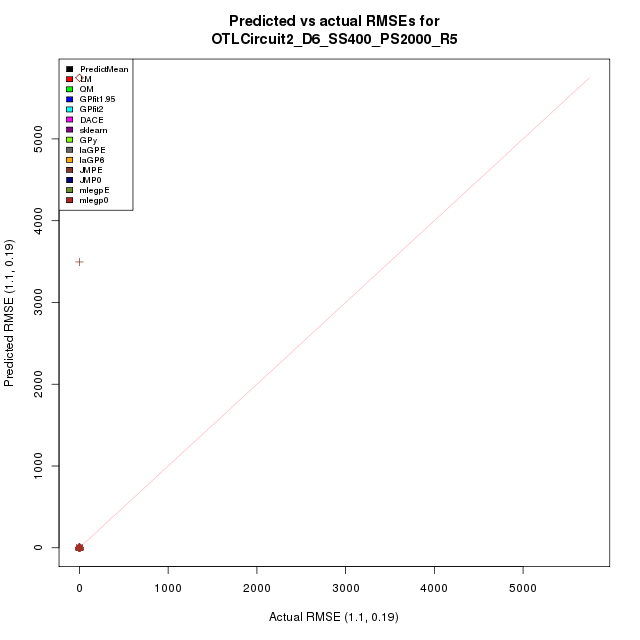 Predicted vs actual RMSEs for
OTLCircuit2_D6_SS400_PS2000_R5
PredictMean
LM
QM
GPfit1.95
GPfit2
DACE
sklearn
GPy
laGPE
laGP6
JMPE
JMP0
mlegpE
mlegp0
Predicted RMSE (1.1, 0.19)
5000
4000
3000
2000
1000
0
0 1000 2000 3000 4000 5000
Actual RMSE (1.1, 0.19)